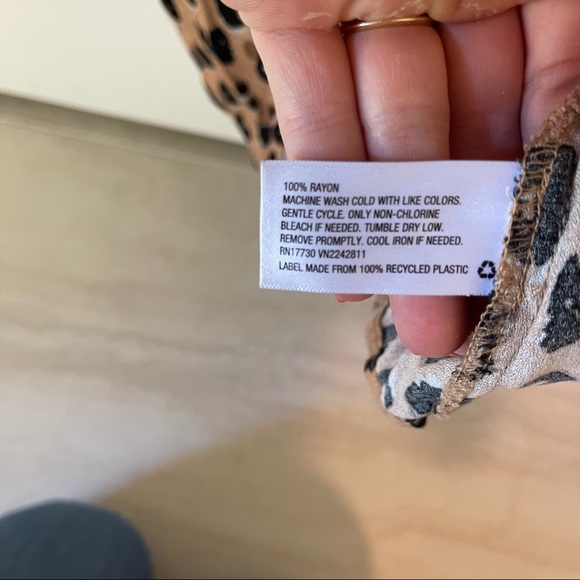 100% RAYON
MACHINE WASH COLD WITH LIKE COLORS.
GENTLE CYCLE. ONLY NON-CHLORINE
BLEACH IF NEEDED. TUMBLE DRY LOW.
REMOVE PROMPTLY. COOL IRON IF NEEDED.
RN17730 VN2242811
LABEL MADE FROM 100% RECYCLED PLASTIC